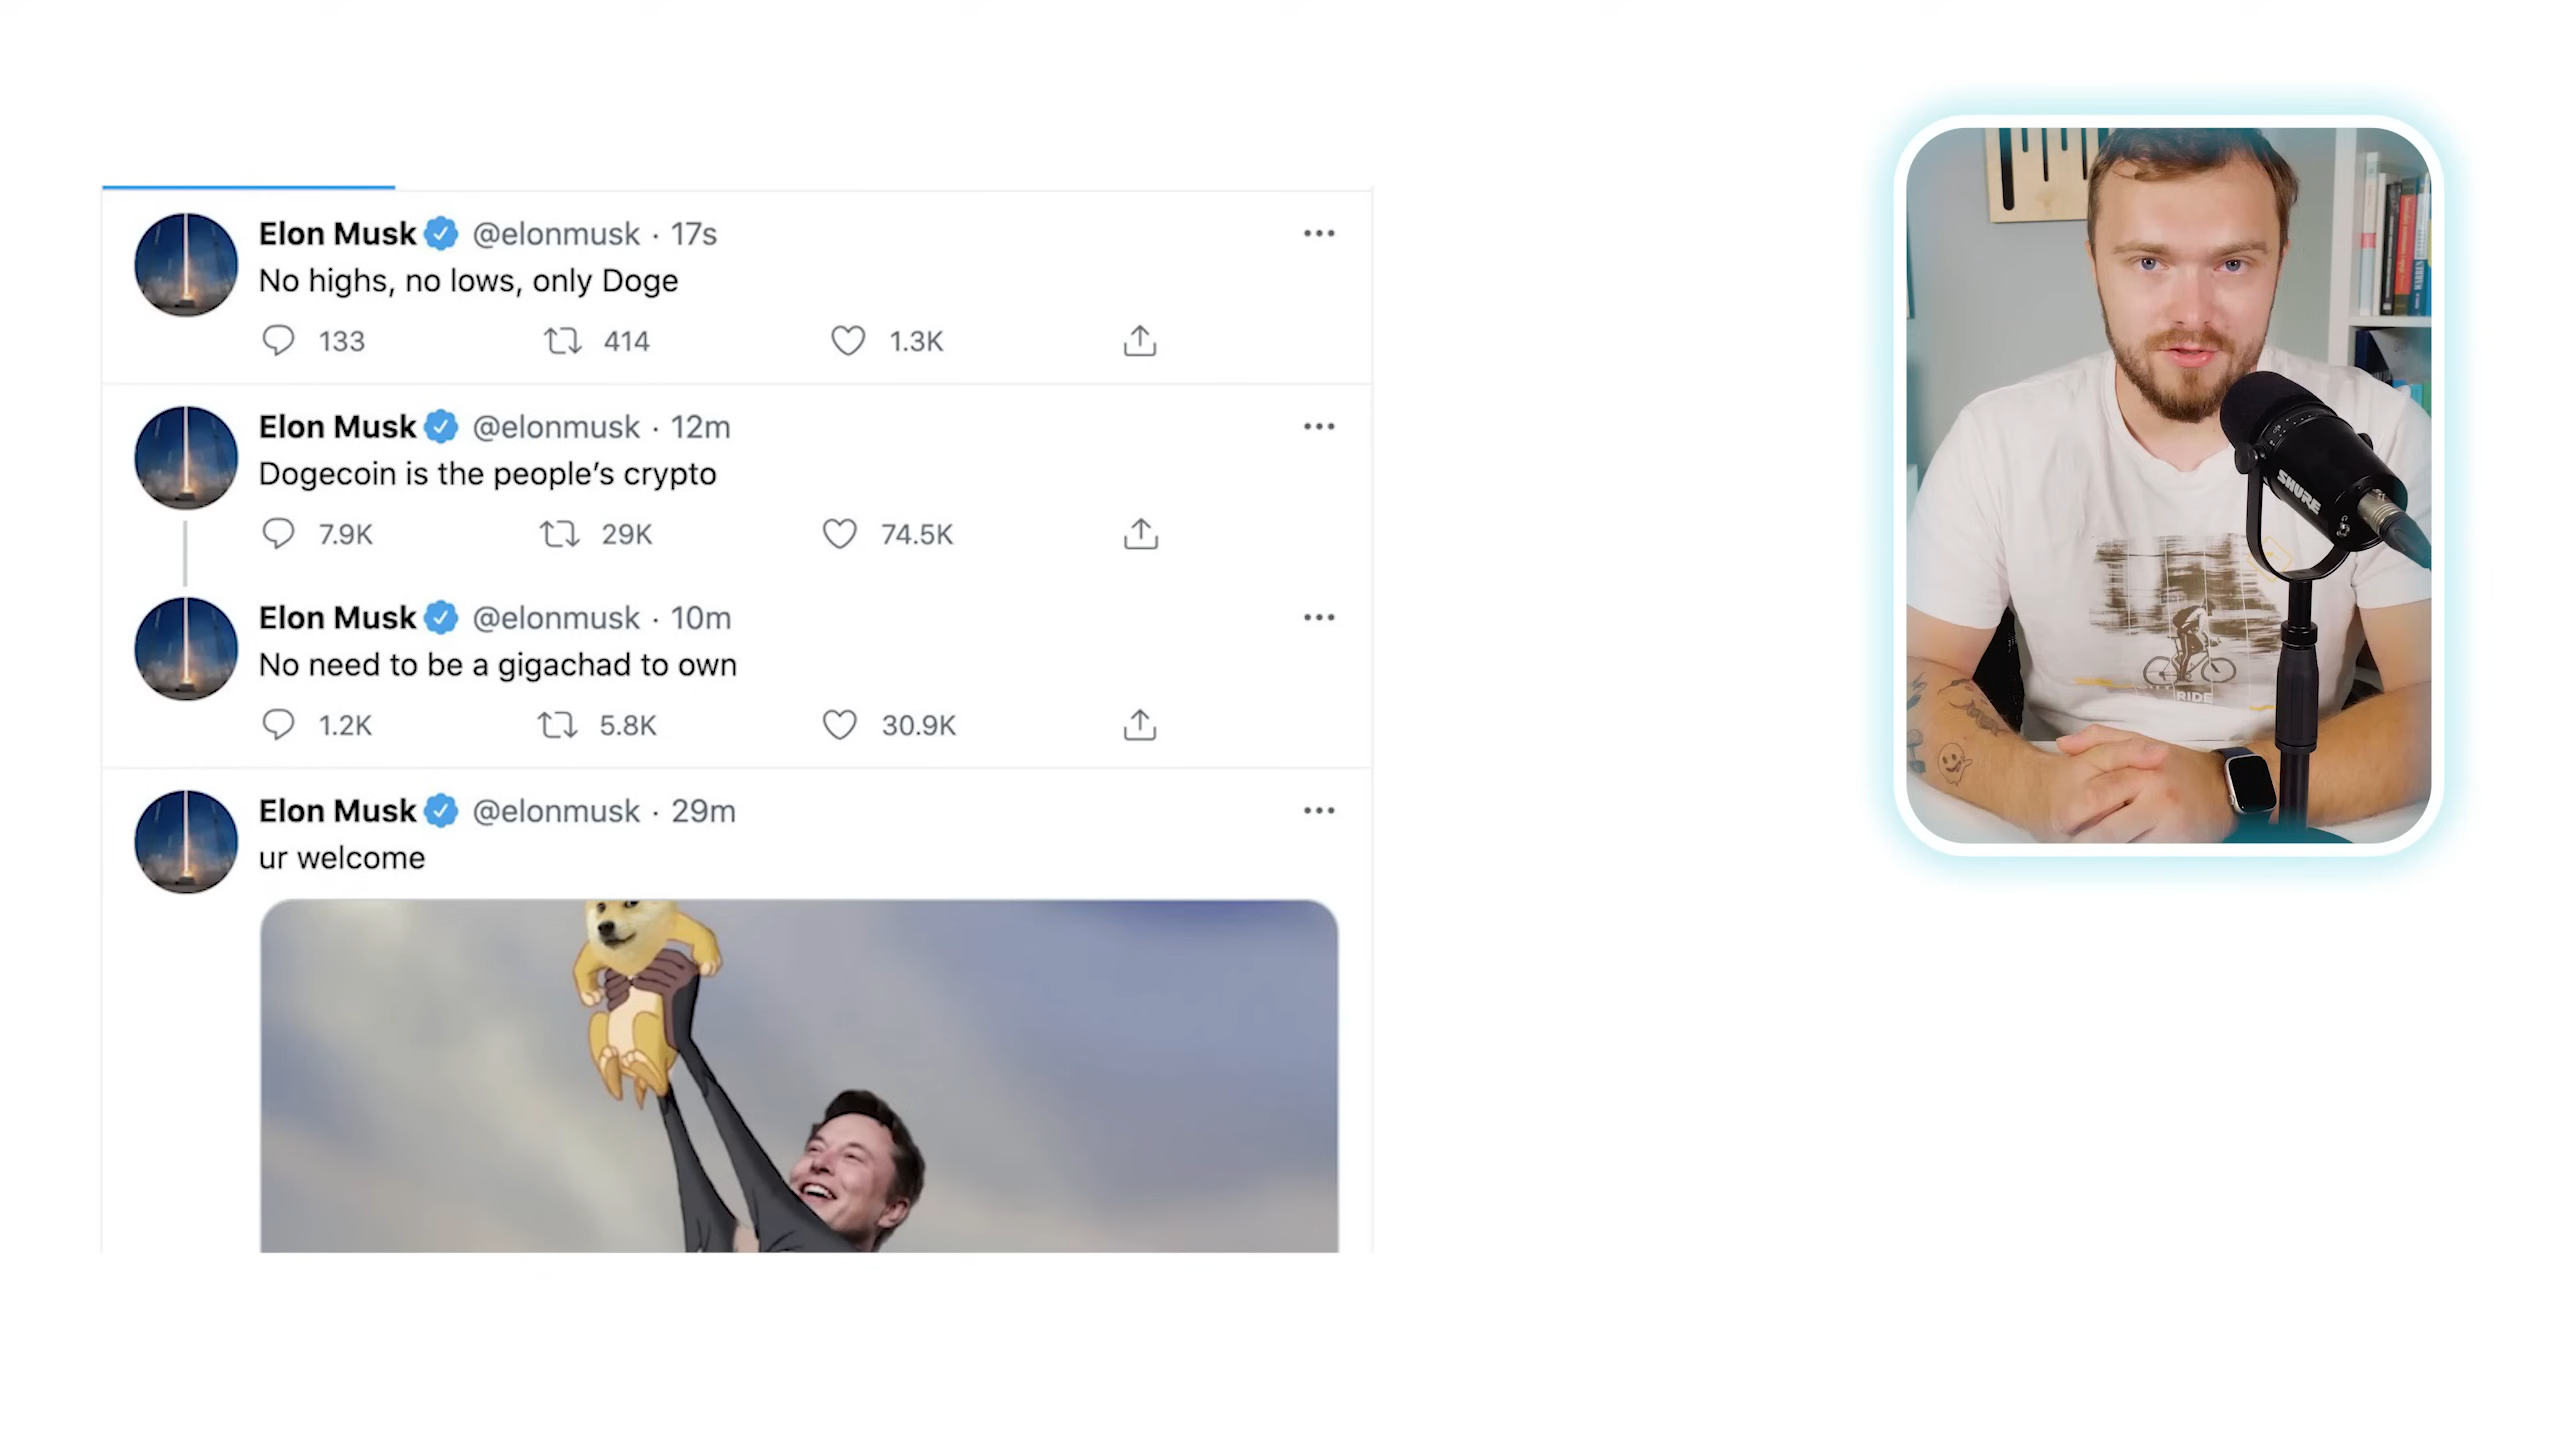 Elon Musk @elonmusk · 17s
No highs, no lows, only Doge
133 414 1.3K
Elon Musk @elonmusk · 12m
Dogecoin is the people's crypto
7.9K 29K 74.5K
Elon Musk @elonmusk · 10m
No need to be a gigachad to own
1.2K 5.8K 30.9K
Elon Musk @elonmusk · 29m
ur welcome
SHURE
RIDE